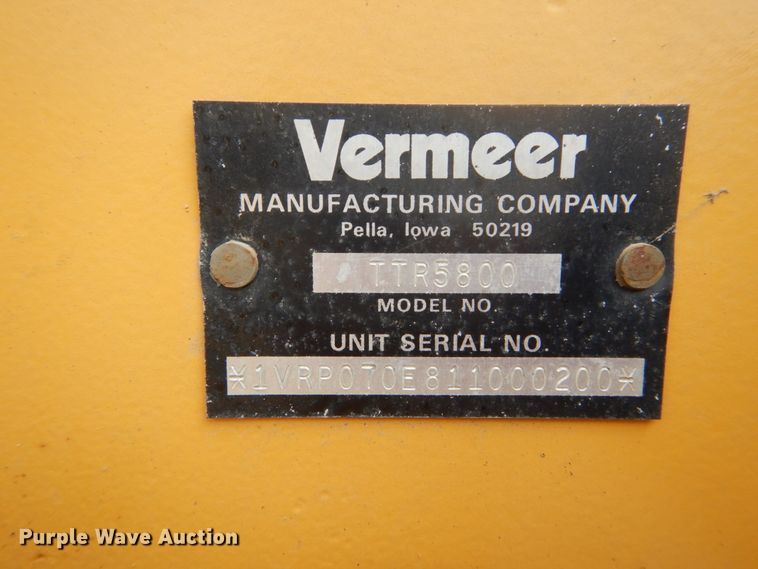 Vermeer
MANUFACTURING COMPANY
Pella, Iowa 50219
TTR5800
MODEL NO.
UNIT SERIAL NO.
*1VRP070E811000200*
Purple Wave Auction